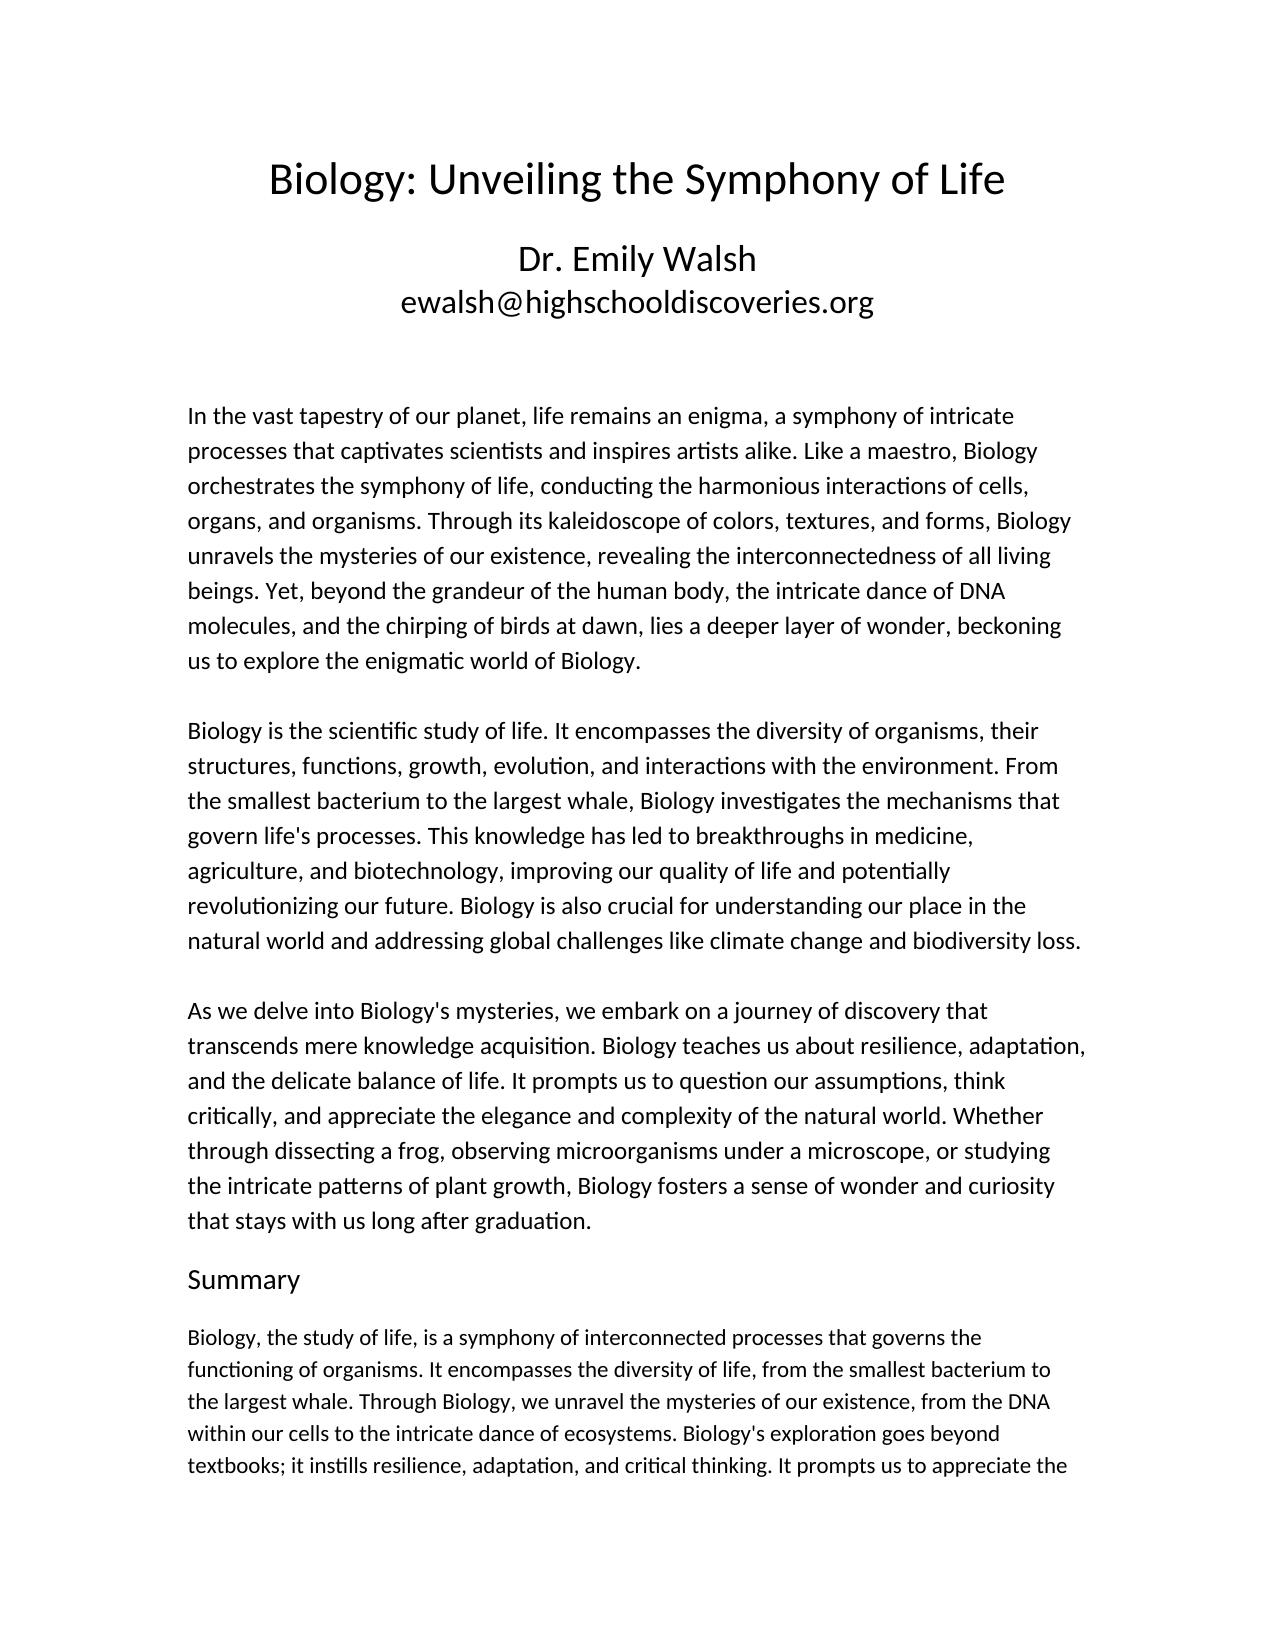 Biology: Unveiling the Symphony of Life
Dr. Emily Walsh
ewalsh@highschooldiscoveries.org
In the vast tapestry of our planet, life remains an enigma, a symphony of intricate
processes that captivates scientists and inspires artists alike. Like a maestro, Biology
orchestrates the symphony of life, conducting the harmonious interactions of cells,
organs, and organisms. Through its kaleidoscope of colors, textures, and forms, Biology
unravels the mysteries of our existence, revealing the interconnectedness of all living
beings. Yet, beyond the grandeur of the human body, the intricate dance of DNA
molecules, and the chirping of birds at dawn, lies a deeper layer of wonder, beckoning
us to explore the enigmatic world of Biology.
Biology is the scientific study of life. It encompasses the diversity of organisms, their
structures, functions, growth, evolution, and interactions with the environment. From
the smallest bacterium to the largest whale, Biology investigates the mechanisms that
govern life's processes. This knowledge has led to breakthroughs in medicine,
agriculture, and biotechnology, improving our quality of life and potentially
revolutionizing our future. Biology is also crucial for understanding our place in the
natural world and addressing global challenges like climate change and biodiversity loss.
As we delve into Biology's mysteries, we embark on a journey of discovery that
transcends mere knowledge acquisition. Biology teaches us about resilience, adaptation,
and the delicate balance of life. It prompts us to question our assumptions, think
critically, and appreciate the elegance and complexity of the natural world. Whether
through dissecting a frog, observing microorganisms under a microscope, or studying
the intricate patterns of plant growth, Biology fosters a sense of wonder and curiosity
that stays with us long after graduation.
Summary
Biology, the study of life, is a symphony of interconnected processes that governs the
functioning of organisms. It encompasses the diversity of life, from the smallest bacterium to
the largest whale. Through Biology, we unravel the mysteries of our existence, from the DNA
within our cells to the intricate dance of ecosystems. Biology's exploration goes beyond
textbooks; it instills resilience, adaptation, and critical thinking. It prompts us to appreciate the